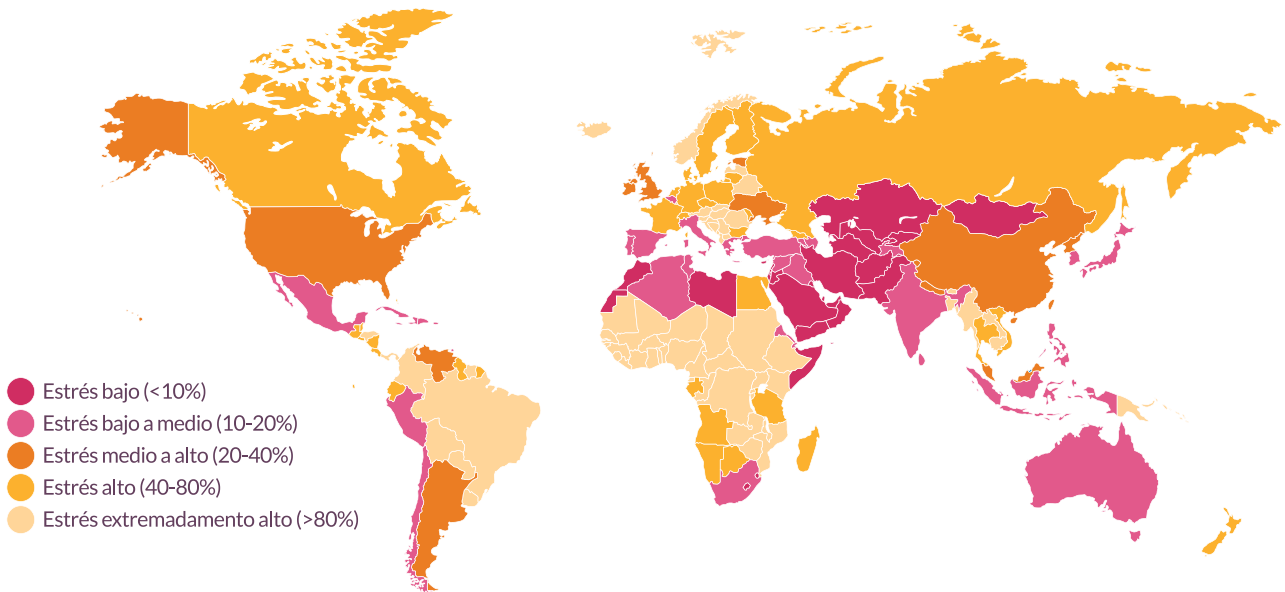 Estrés bajo (<10%)
Estrés bajo a medio (10-20%)
Estrés medio a alto (20-40%)
Estrés alto (40-80%)
Estrés extremadamento alto (>80%)